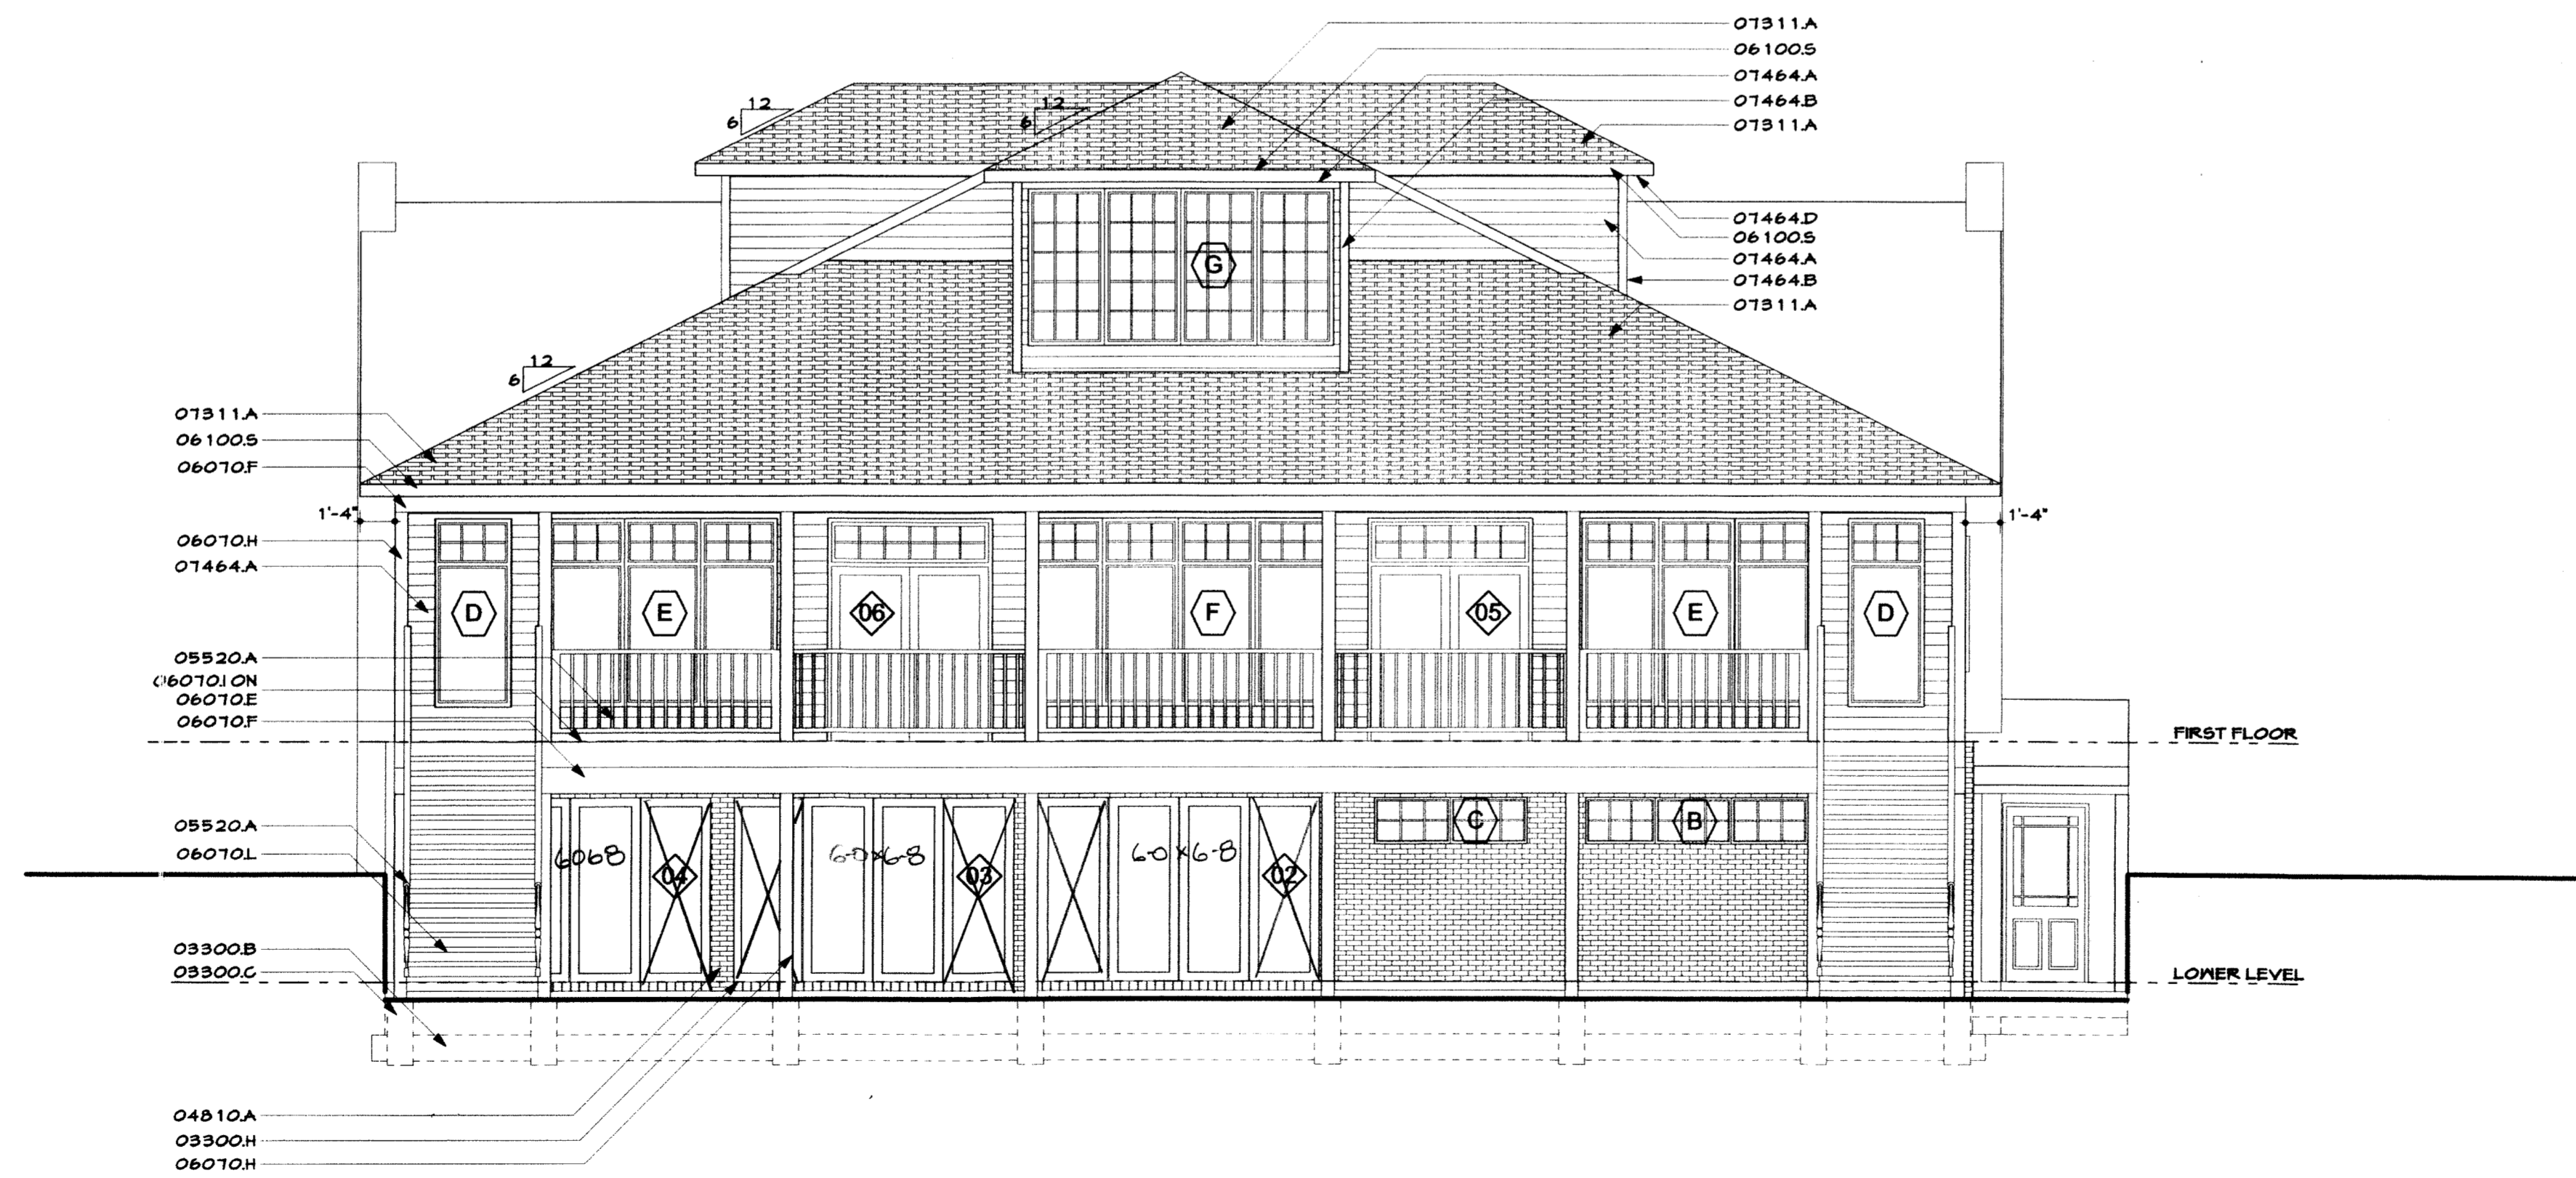 07311.A
06100.S
07464.A
07464.B
07311.A
12
6
12
6
07464.D
06100.S
07464.A
07464.B
07311.A
G
12
6
07311.A
06100.S
06070.F
1'-4"
1'-4"
06070.H
07464.A
D
E
06
F
05
E
D
05520.A
06070.I ON
06070.E
06070.F
FIRST FLOOR
05520.A
06070.L
6068
04
6-0x6-8
03
6-0x6-8
02
C
B
03300.B
03300.C
LOWER LEVEL
04810.A
03300.H
06070.H